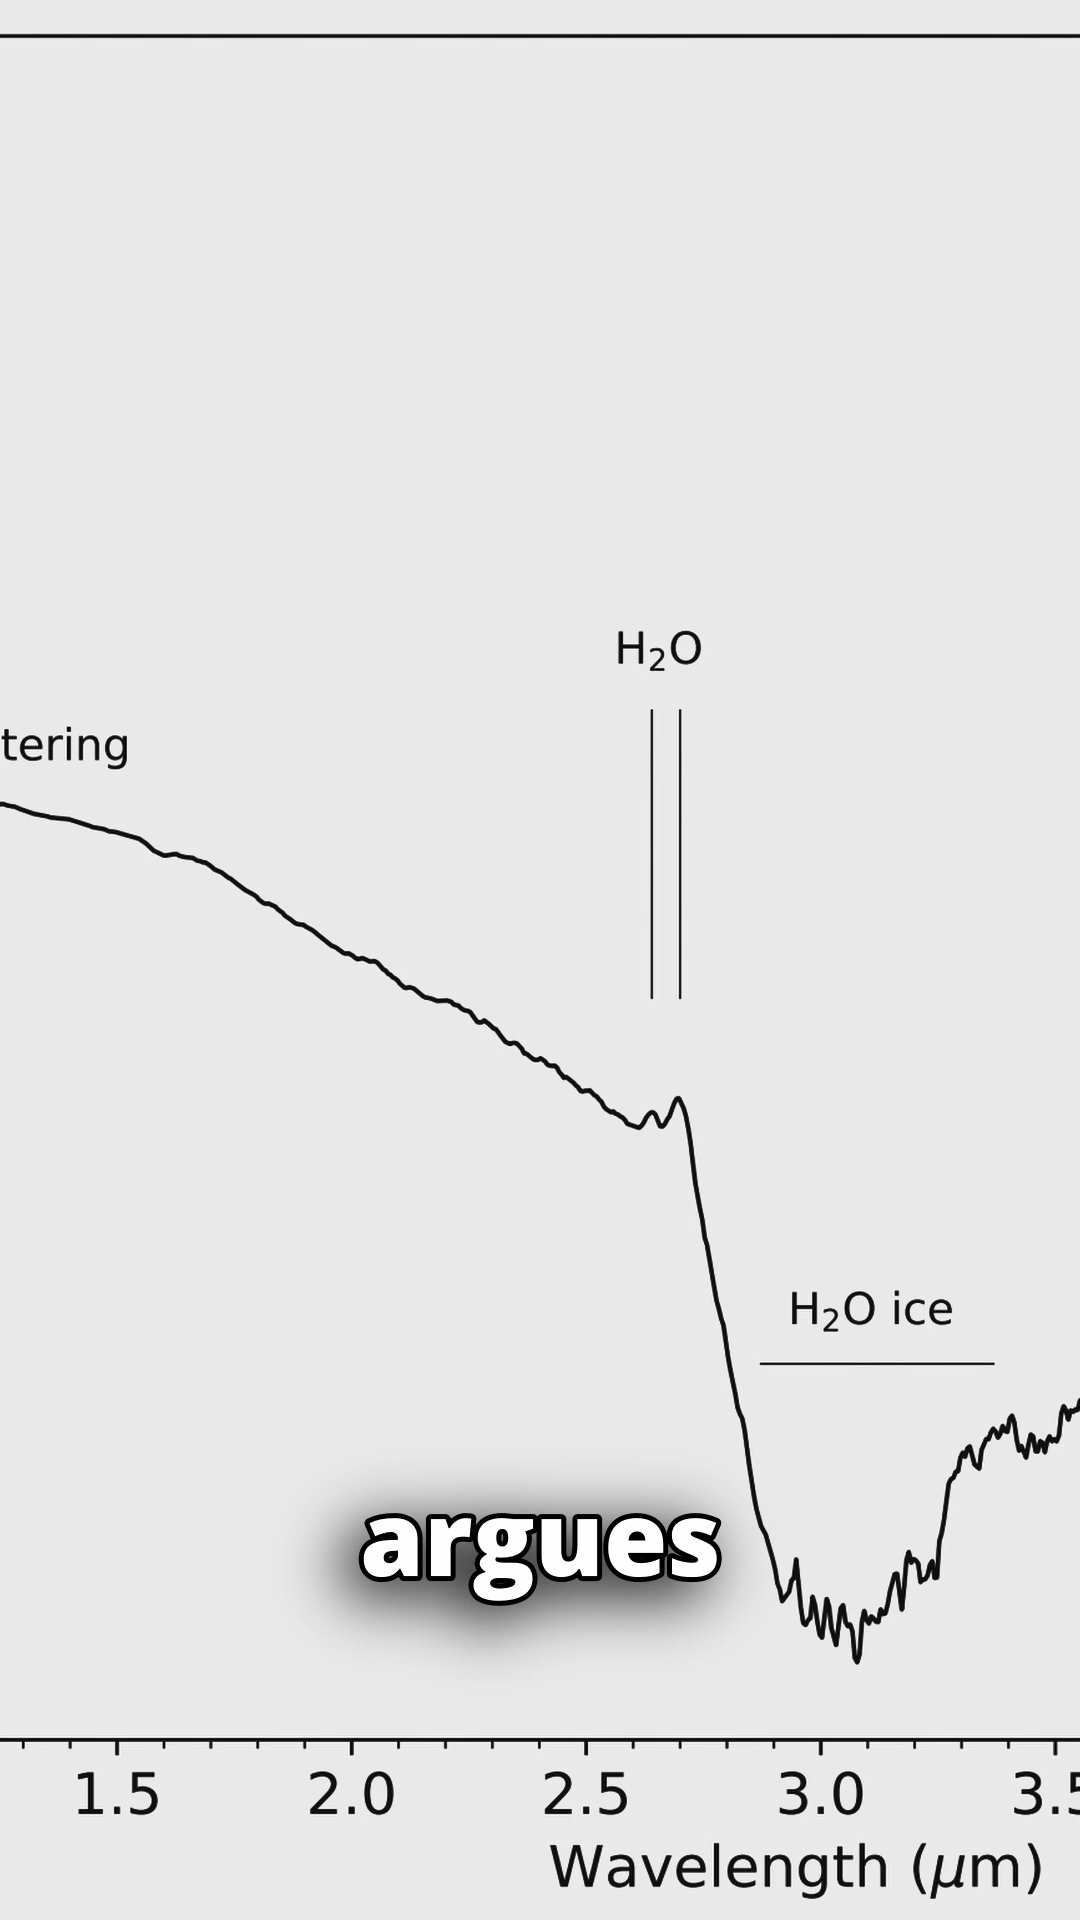 H₂O
tering
H₂O ice
argues
1.5 2.0 2.5 3.0 3.5
Wavelength (μm)